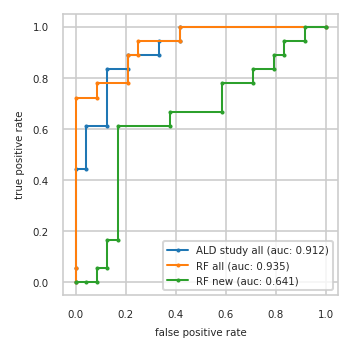 1.0
0.8
0.6
0.4
0.2
0.0
true positive rate
ALD study all (auc: 0.912)
RF all (auc: 0.935)
RF new (auc: 0.641)
0.0 0.2 0.4 0.6 0.8 1.0
false positive rate